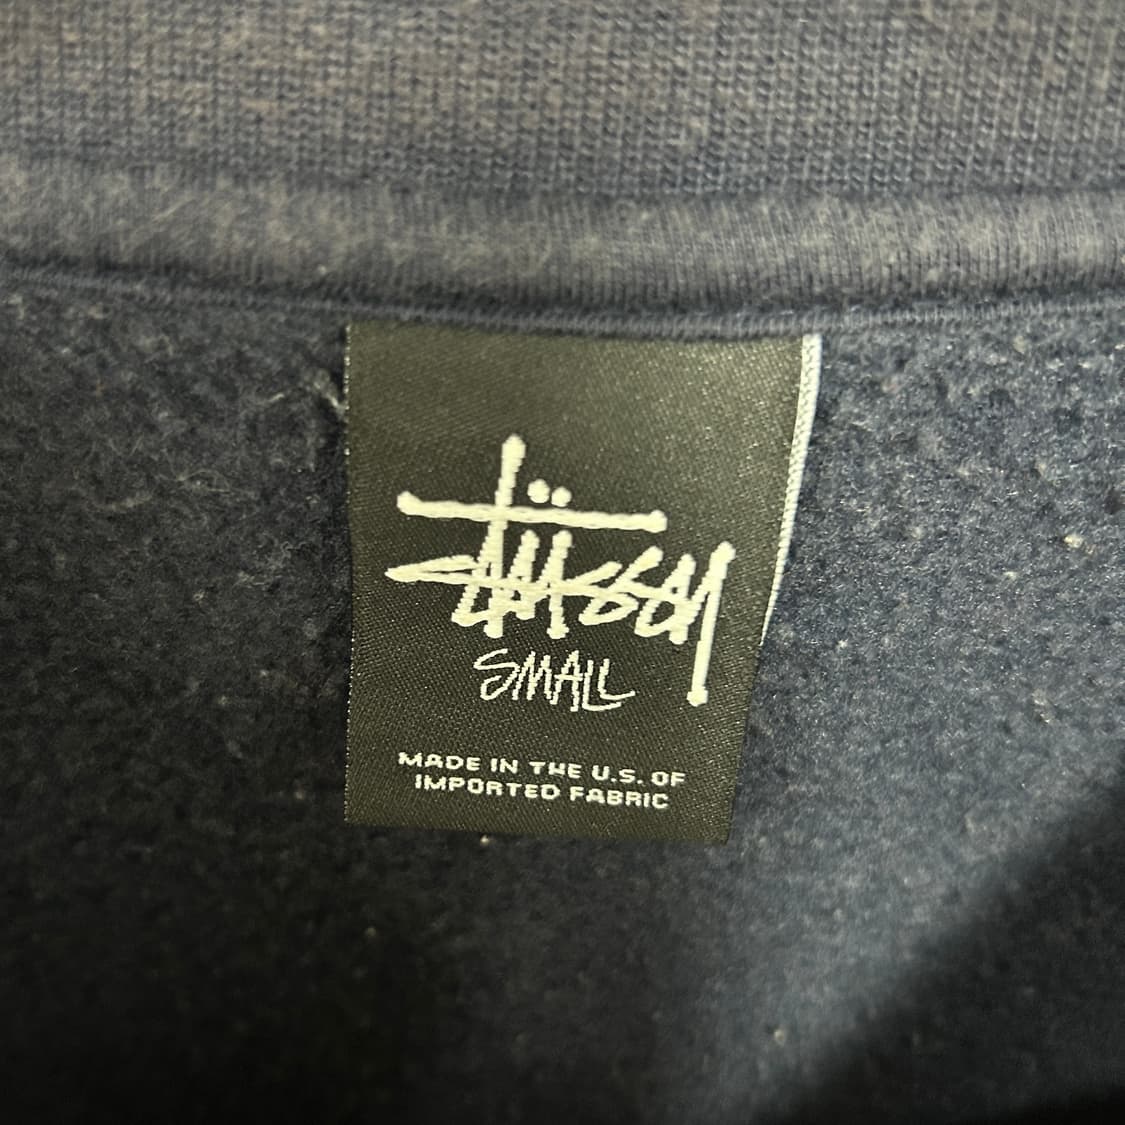 Stüssy
SMALL
MADE IN THE U.S. OF
IMPORTED FABRIC